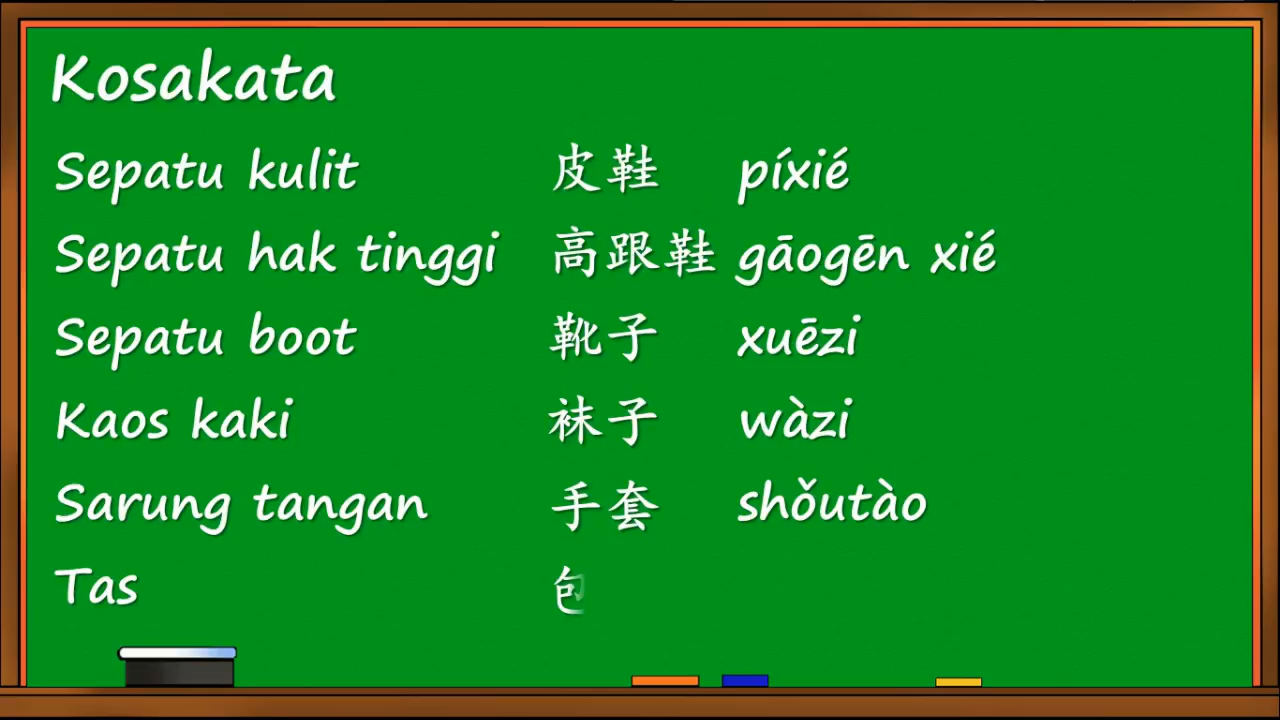 Kosakata
Sepatu kulit 皮鞋 píxié
Sepatu hak tinggi 高跟鞋 gāogēn xié
Sepatu boot 靴子 xuēzi
Kaos kaki 袜子 wàzi
Sarung tangan 手套 shǒutào
Tas 包